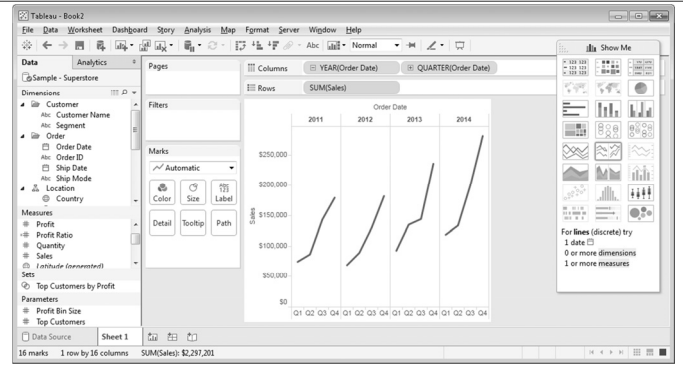 Tableau - Book2
File Data Worksheet Dashboard Story Analysis Map Format Server Window Help
Abc Normal
Show Me
Data Analytics
Sample - Superstore
Dimensions
Customer
Abc Customer Name
Abc Segment
Order
Order Date
Abc Order ID
Ship Date
Abc Ship Mode
Location
Country
Measures
# Profit
=# Profit Ratio
# Quantity
# Sales
Latitude (generated)
Sets
Top Customers by Profit
Parameters
# Profit Bin Size
# Top Customers
Pages
Filters
Marks
Automatic
Color Size Label
Detail Tooltip Path
Columns YEAR(Order Date) QUARTER(Order Date)
Rows SUM(Sales)
Order Date
2011 2012 2013 2014
Sales
$250,000
$200,000
$150,000
$100,000
$50,000
$0
Q1 Q2 Q3 Q4 Q1 Q2 Q3 Q4 Q1 Q2 Q3 Q4 Q1 Q2 Q3 Q4
For lines (discrete) try
1 date
0 or more dimensions
1 or more measures
Data Source Sheet 1
16 marks 1 row by 16 columns SUM(Sales): $2,297,201